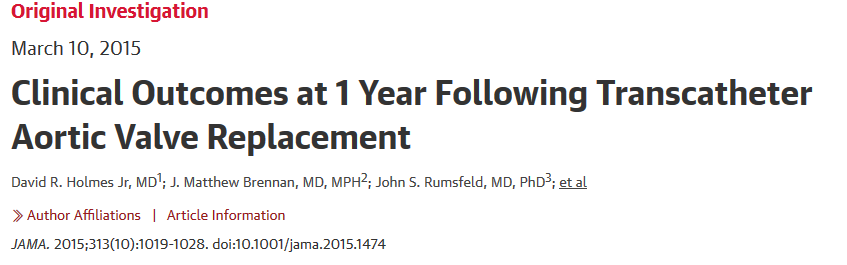 Original Investigation
March 10, 2015
Clinical Outcomes at 1 Year Following Transcatheter
Aortic Valve Replacement
David R. Holmes Jr, MD1; J. Matthew Brennan, MD, MPH2; John S. Rumsfeld, MD, PhD3; et al
Author Affiliations | Article Information
JAMA. 2015;313(10):1019-1028. doi:10.1001/jama.2015.1474